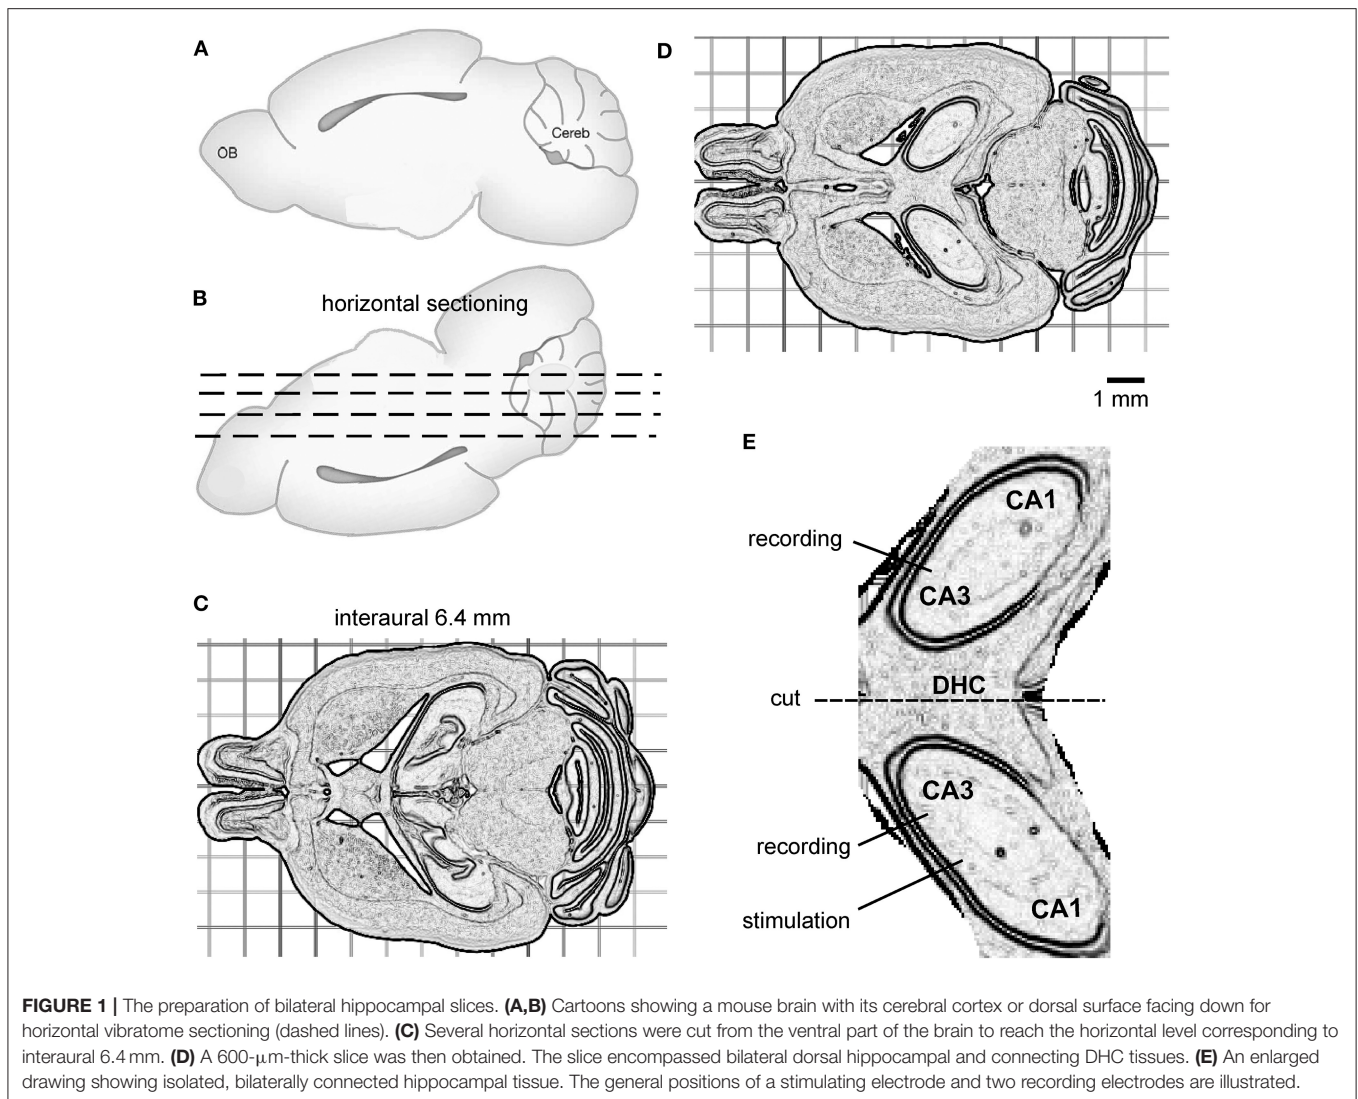 A
OB
Cereb
B
horizontal sectioning
C
interaural 6.4 mm
D
1 mm
E
CA1
recording
CA3
DHC
cut
CA3
recording
stimulation
CA1
FIGURE 1 | The preparation of bilateral hippocampal slices. (A,B) Cartoons showing a mouse brain with its cerebral cortex or dorsal surface facing down for
horizontal vibratome sectioning (dashed lines). (C) Several horizontal sections were cut from the ventral part of the brain to reach the horizontal level corresponding to
interaural 6.4 mm. (D) A 600-μm-thick slice was then obtained. The slice encompassed bilateral dorsal hippocampal and connecting DHC tissues. (E) An enlarged
drawing showing isolated, bilaterally connected hippocampal tissue. The general positions of a stimulating electrode and two recording electrodes are illustrated.